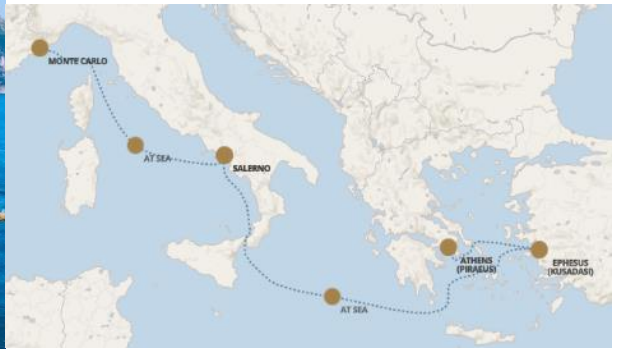 MONTE CARLO
AT SEA
SALERNO
ATHENS
(PIRAEUS)
EPHESUS
(KUSADASI)
AT SEA